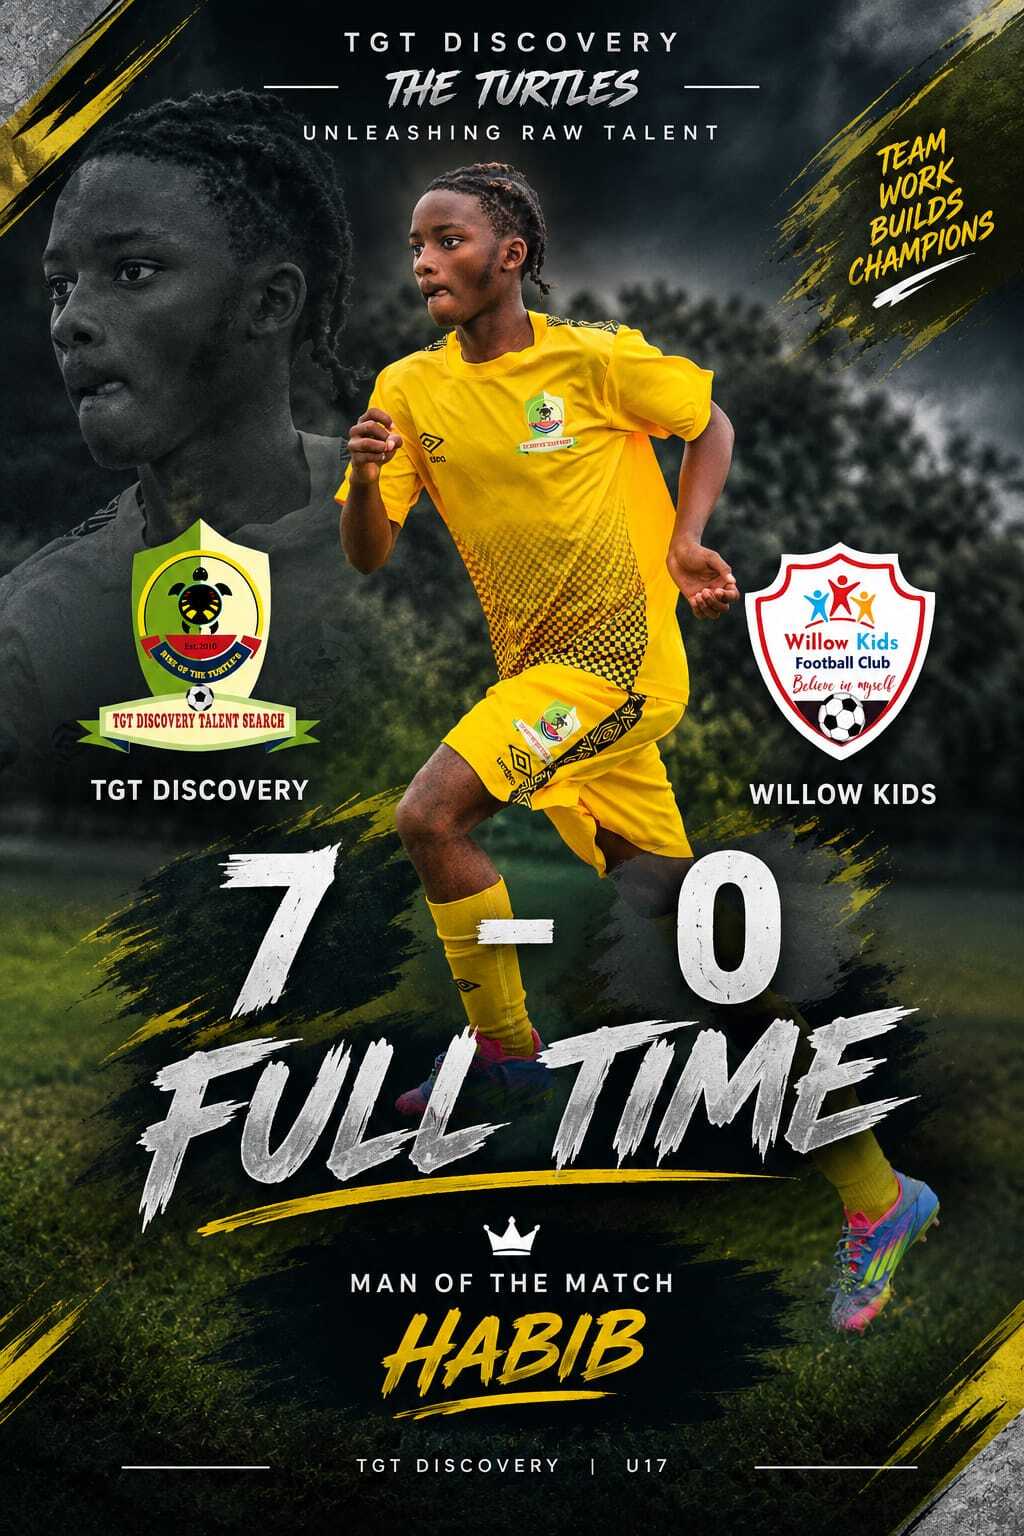 TGT DISCOVERY
THE TURTLES
UNLEASHING RAW TALENT
TEAM
WORK
BUILDS
CHAMPIONS
umbro
Est.2016
RISE OF THE TURTLE'S
TGT DISCOVERY TALENT SEARCH
TGT DISCOVERY
Willow Kids
Football Club
Believe in myself
WILLOW KIDS
7 - 0
FULL TIME
MAN OF THE MATCH
HABIB
TGT DISCOVERY | U17